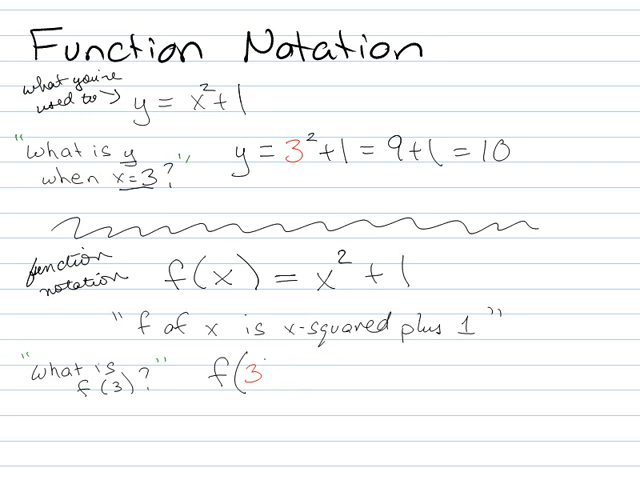 Function Notation
what you're
used to → y = x²+1
"What is y
when x=3?" y = 3²+1 = 9+1 = 10
function
notation f(x) = x² + 1
"f of x is x-squared plus 1"
"What is
f(3)?" f(3